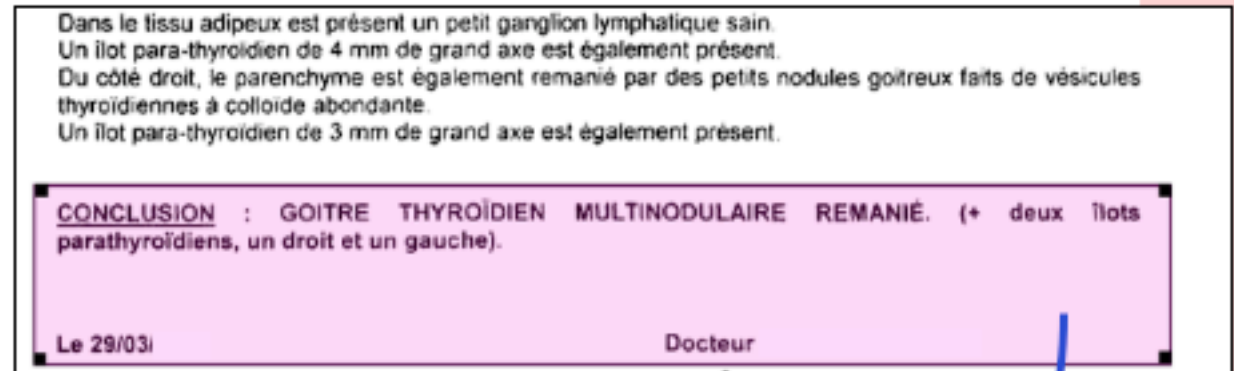 Dans le tissu adipeux est présent un petit ganglion lymphatique sain.
Un îlot para-thyroïdien de 4 mm de grand axe est également présent.
Du côté droit, le parenchyme est également remanié par des petits nodules goitreux faits de vésicules
thyroïdiennes à colloïde abondante.
Un îlot para-thyroïdien de 3 mm de grand axe est également présent.
CONCLUSION : GOITRE THYROÏDIEN MULTINODULAIRE REMANIÉ. (+ deux îlots
parathyroïdiens, un droit et un gauche).
Le 29/03/ Docteur